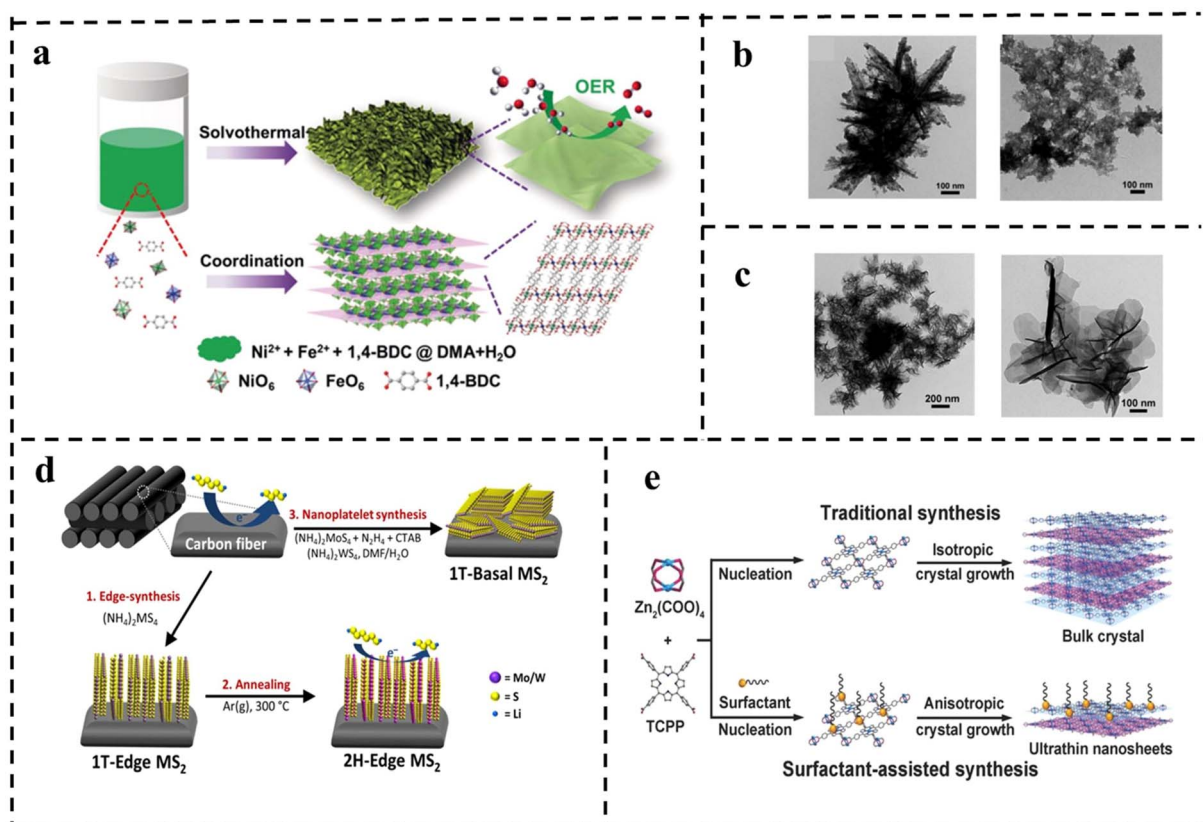 a
Solvothermal
OER
Coordination
Ni²⁺ + Fe²⁺ + 1,4-BDC @ DMA+H₂O
NiO₆ FeO₆ 1,4-BDC
b
100 nm
100 nm
c
200 nm
100 nm
d
e⁻
Carbon fiber
3. Nanoplatelet synthesis
(NH₄)₂MoS₄ + N₂H₄ + CTAB
(NH₄)₂WS₄, DMF/H₂O
1T-Basal MS₂
1. Edge-synthesis
(NH₄)₂MS₄
2. Annealing
Ar(g), 300 °C
e⁻
= Mo/W
= S
= Li
1T-Edge MS₂
2H-Edge MS₂
e
Traditional synthesis
Zn₂(COO)₄
+
TCPP
Nucleation
Isotropic
crystal growth
Bulk crystal
Surfactant
Nucleation
Anisotropic
crystal growth
Ultrathin nanosheets
Surfactant-assisted synthesis